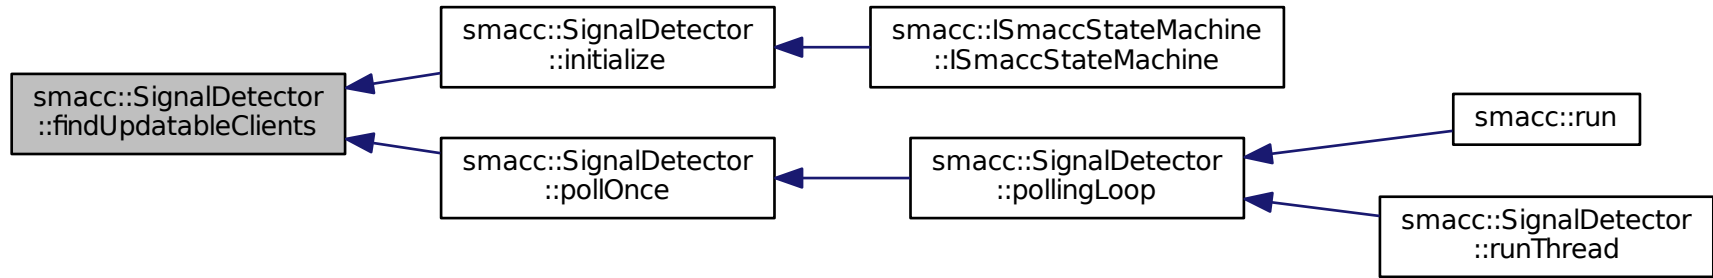 smacc::SignalDetector
::findUpdatableClients
smacc::SignalDetector
::initialize
smacc::ISmaccStateMachine
::ISmaccStateMachine
smacc::SignalDetector
::pollOnce
smacc::SignalDetector
::pollingLoop
smacc::run
smacc::SignalDetector
::runThread